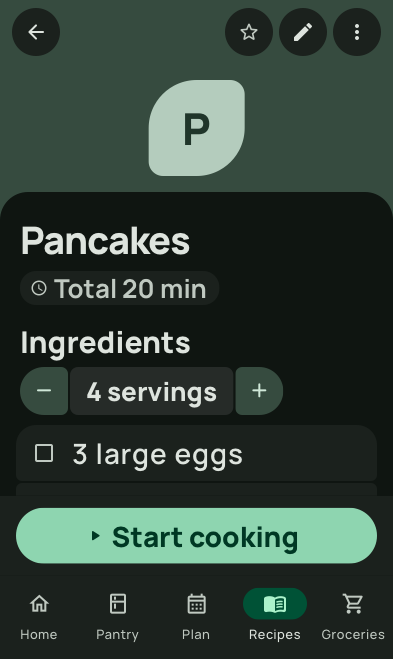 P
Pancakes
Total 20 min
Ingredients
− 4 servings +
3 large eggs
Start cooking
Home Pantry Plan Recipes Groceries